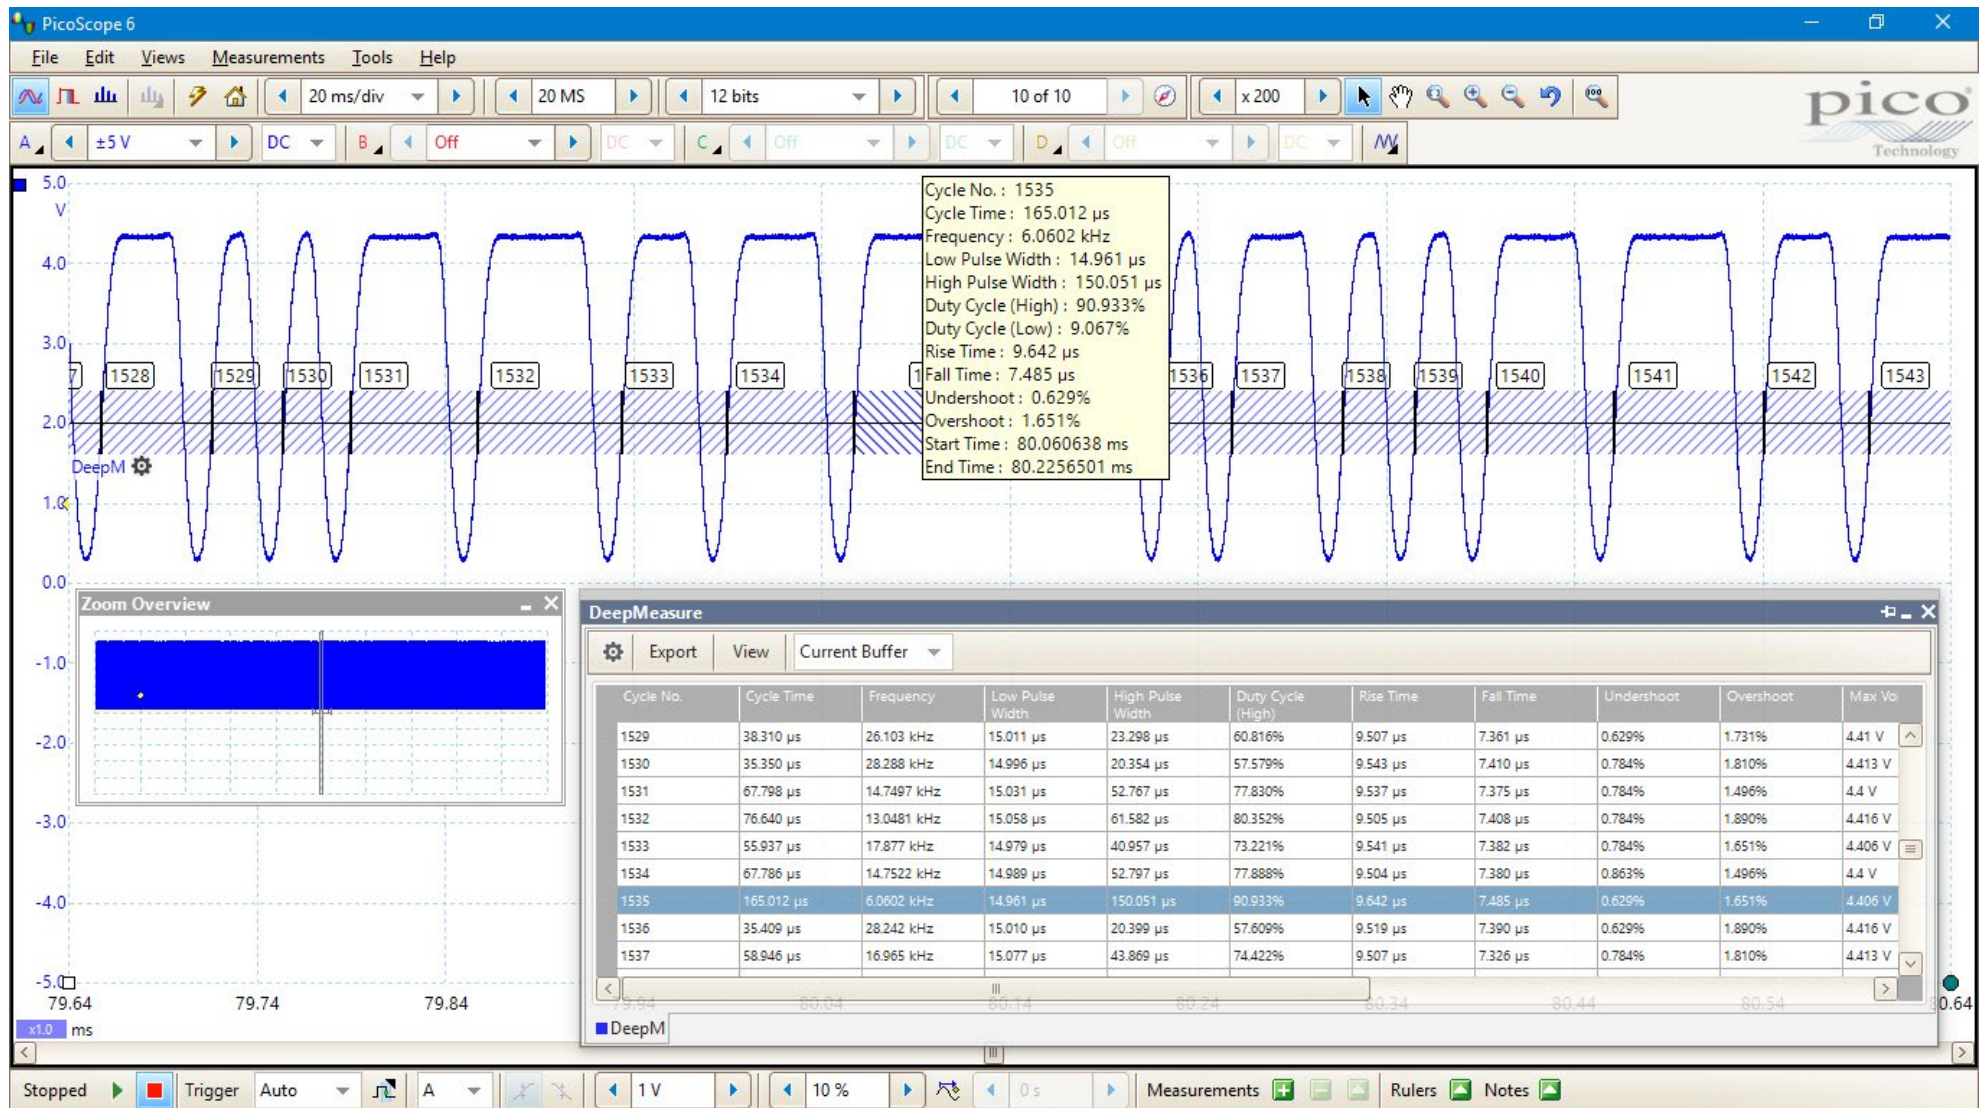 PicoScope 6
File Edit Views Measurements Tools Help
20 ms/div 20 MS 12 bits 10 of 10 x 200
pico
Technology
A ±5 V DC B Off DC C Off DC D Off DC
5.0
V
4.0
3.0
2.0
1.0
0.0
-1.0
-2.0
-3.0
-4.0
-5.0
7 1528 1529 1530 1531 1532 1533 1534 1 1536 1537 1538 1539 1540 1541 1542 1543
DeepM
Cycle No. : 1535
Cycle Time : 165.012 µs
Frequency : 6.0602 kHz
Low Pulse Width : 14.961 µs
High Pulse Width : 150.051 µs
Duty Cycle (High) : 90.933%
Duty Cycle (Low) : 9.067%
Rise Time : 9.642 µs
Fall Time : 7.485 µs
Undershoot : 0.629%
Overshoot : 1.651%
Start Time : 80.060638 ms
End Time : 80.2256501 ms
Zoom Overview
DeepMeasure
Export View Current Buffer
Cycle No. Cycle Time Frequency Low Pulse Width High Pulse Width Duty Cycle (High) Rise Time Fall Time Undershoot Overshoot Max Vo
1529 38.310 µs 26.103 kHz 15.011 µs 23.298 µs 60.816% 9.507 µs 7.361 µs 0.629% 1.731% 4.41 V
1530 35.350 µs 28.288 kHz 14.996 µs 20.354 µs 57.579% 9.543 µs 7.410 µs 0.784% 1.810% 4.413 V
1531 67.798 µs 14.7497 kHz 15.031 µs 52.767 µs 77.830% 9.537 µs 7.375 µs 0.784% 1.496% 4.4 V
1532 76.640 µs 13.0481 kHz 15.058 µs 61.582 µs 80.352% 9.505 µs 7.408 µs 0.784% 1.890% 4.416 V
1533 55.937 µs 17.877 kHz 14.979 µs 40.957 µs 73.221% 9.541 µs 7.382 µs 0.784% 1.651% 4.406 V
1534 67.786 µs 14.7522 kHz 14.989 µs 52.797 µs 77.888% 9.504 µs 7.380 µs 0.863% 1.496% 4.4 V
1535 165.012 µs 6.0602 kHz 14.961 µs 150.051 µs 90.933% 9.642 µs 7.485 µs 0.629% 1.651% 4.406 V
1536 35.409 µs 28.242 kHz 15.010 µs 20.399 µs 57.609% 9.519 µs 7.390 µs 0.629% 1.890% 4.416 V
1537 58.946 µs 16.965 kHz 15.077 µs 43.869 µs 74.422% 9.507 µs 7.326 µs 0.784% 1.810% 4.413 V
79.64 79.74 79.84 79.94 80.04 80.14 80.24 80.34 80.44 80.54 80.64
x1.0 ms
DeepM
Stopped Trigger Auto A 1 V 10 % 0 s Measurements Rulers Notes